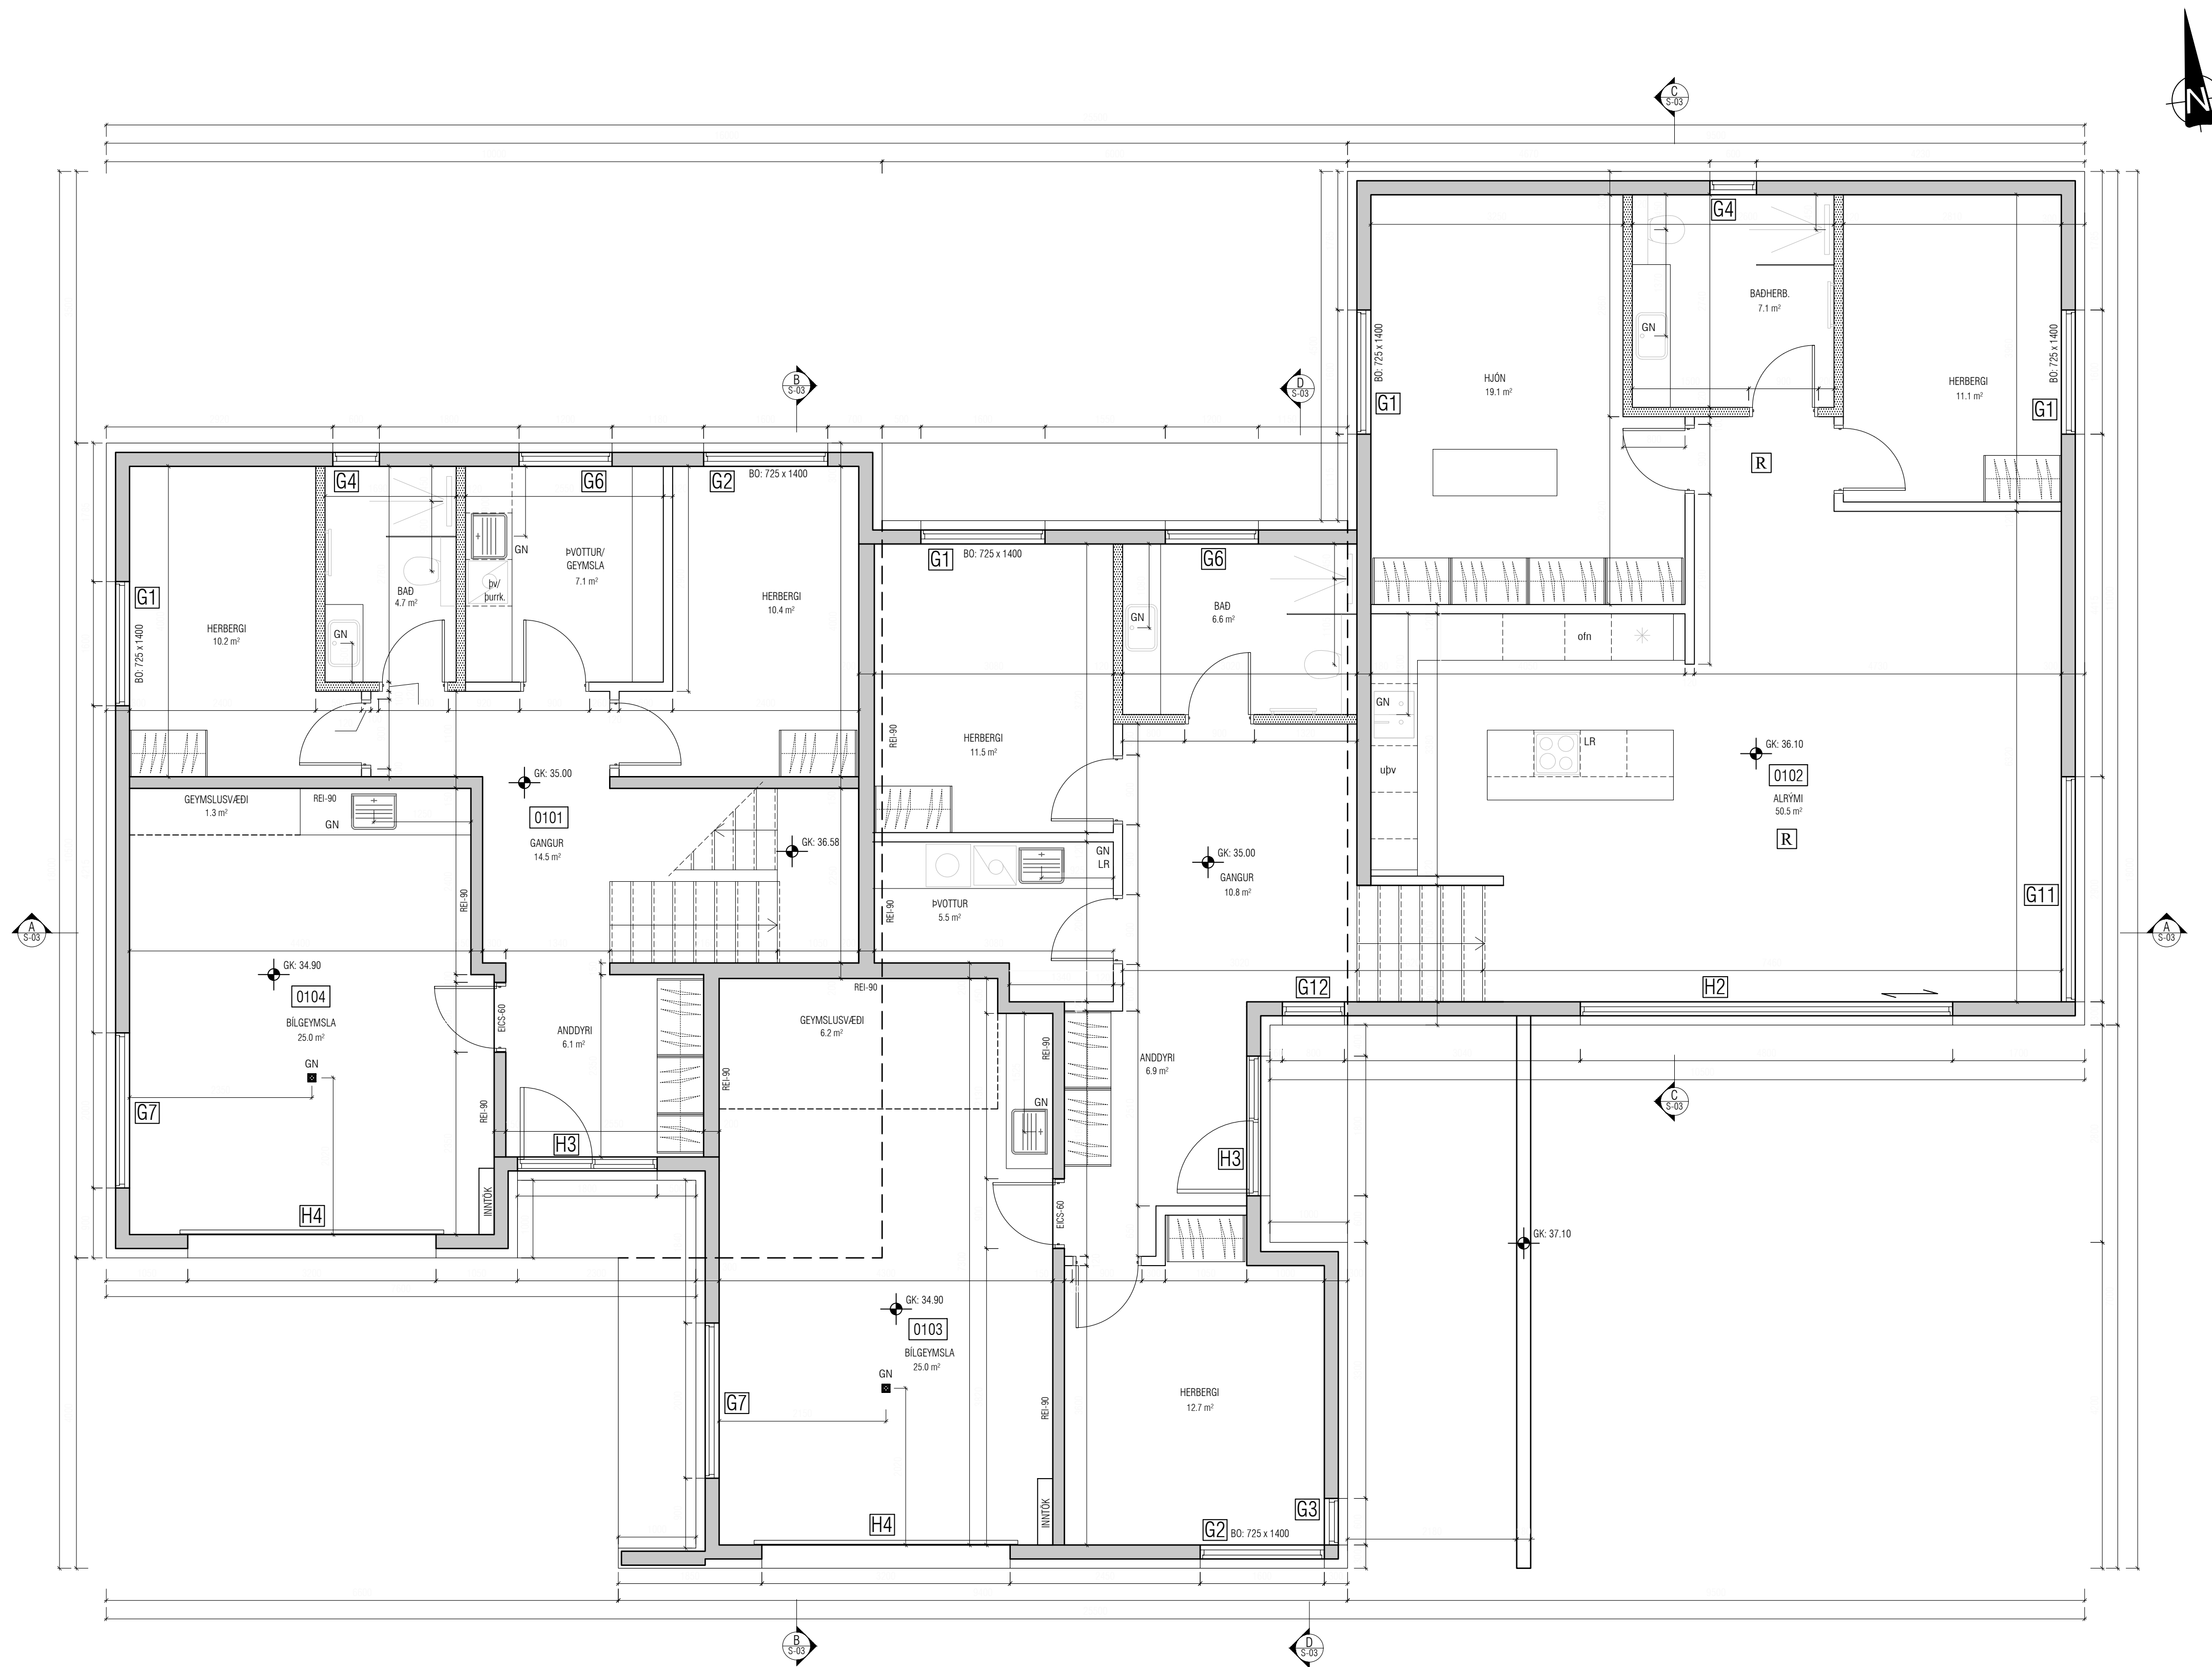 N
C
S-03
G4
BAÐHERB.
7.1 m²
GN
BO: 725 x 1400
G1
HJÓN
19.1 m²
HERBERGI
11.1 m²
BO: 725 x 1400
G1
R
B
S-03
D
S-03
G4
G6
G2
BO: 725 x 1400
GN
ÞVOTTUR/
GEYMSLA
7.1 m²
þv/
þurrk.
BAÐ
4.7 m²
GN
G1
BO: 725 x 1400
HERBERGI
10.2 m²
HERBERGI
10.4 m²
G1
BO: 725 x 1400
G6
GN
BAÐ
6.6 m²
ofn
GN
LR
uþv
GK: 36.10
0102
ALRÝMI
50.5 m²
R
REI-90
HERBERGI
11.5 m²
GK: 35.00
0101
GANGUR
14.5 m²
GEYMSLUSVÆÐI
1.3 m²
REI-90
GN
GK: 36.58
GN
LR
GK: 35.00
GANGUR
10.8 m²
ÞVOTTUR
5.5 m²
REI-90
REI-90
G11
A
S-03
A
S-03
GK: 34.90
0104
BÍLGEYMSLA
25.0 m²
GN
G7
EICS-60
REI-90
ANDDYRI
6.1 m²
REI-90
GEYMSLUSVÆÐI
6.2 m²
REI-90
REI-90
GN
G12
H2
ANDDYRI
6.9 m²
C
S-03
H3
H3
H4
INNTÖK
EICS-60
GK: 37.10
GK: 34.90
0103
BÍLGEYMSLA
25.0 m²
GN
G7
REI-90
HERBERGI
12.7 m²
H4
INNTÖK
G3
G2
BO: 725 x 1400
B
S-03
D
S-03